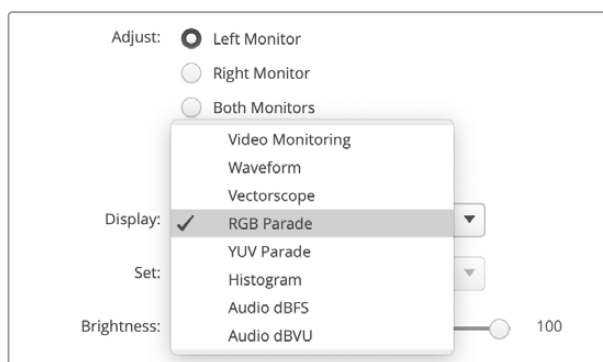 Adjust: Left Monitor
Right Monitor
Both Monitors
Video Monitoring
Waveform
Vectorscope
Display: ✓ RGB Parade
YUV Parade
Set: Histogram
Audio dBFS
Brightness: Audio dBVU 100